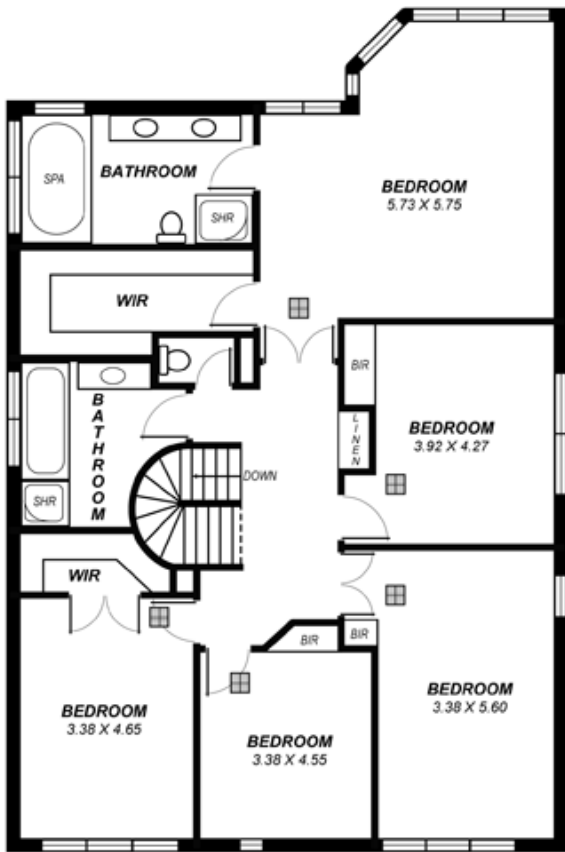 SPA
BATHROOM
SHR
BEDROOM
5.73 X 5.75
WIR
BIR
BEDROOM
3.92 X 4.27
LINEN
BATHROOM
DOWN
SHR
WIR
BIR
BIR
BEDROOM
3.38 X 5.60
BEDROOM
3.38 X 4.65
BEDROOM
3.38 X 4.55